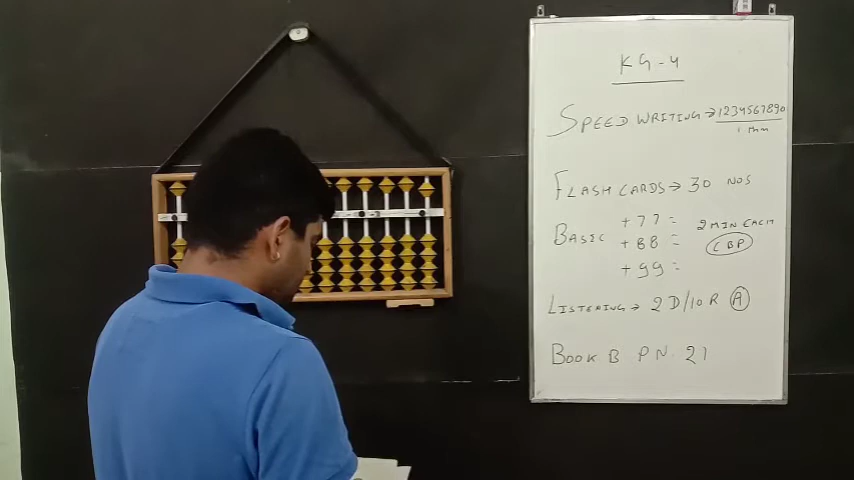 KG-4
SPEED WRITING → 1234567890
1 Min
FLASH CARDS → 30 NOS
BASIC +77= 2 MIN EACH
+88= CBP
+99=
LISTENING → 2D/10R A
BOOK B PN. 21